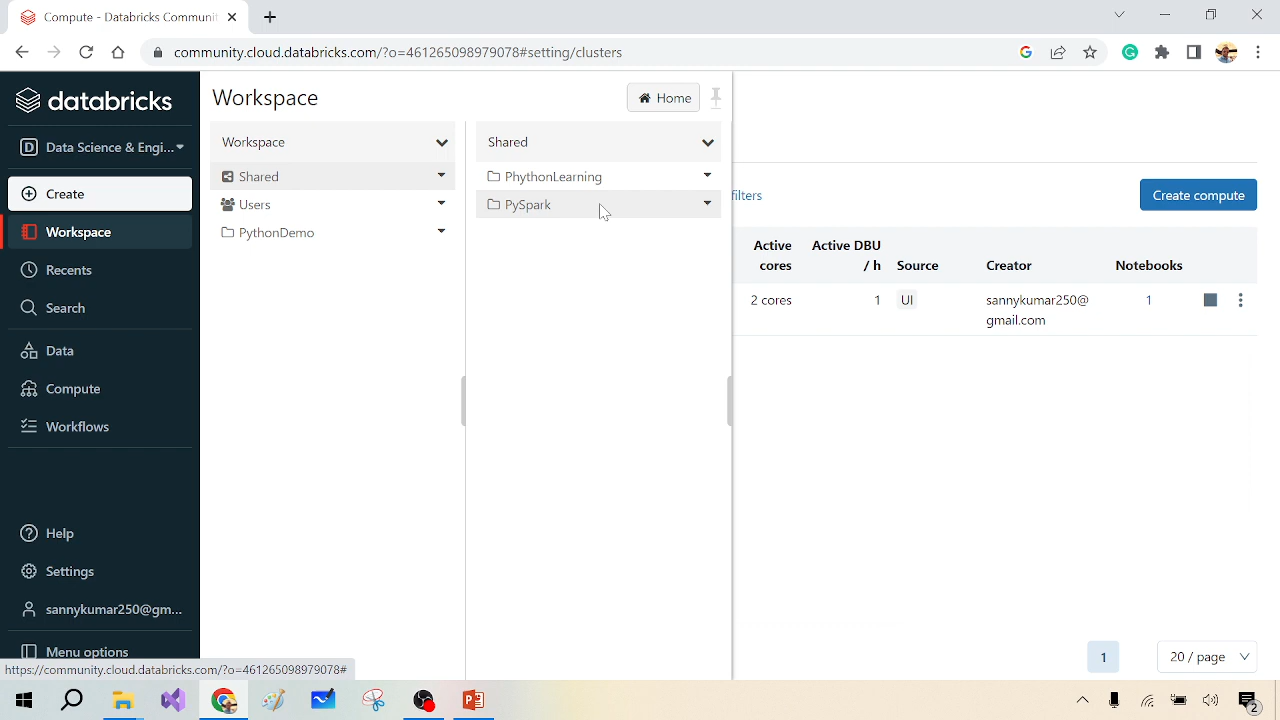 Compute - Databricks Communit
community.cloud.databricks.com/?o=461265098979078#setting/clusters
databricks
Data Science & Engi...
Create
Workspace
Recents
Search
Data
Compute
Workflows
Help
Settings
sannykumar250@gm...
Menu options
Workspace
Home
Workspace
Shared
Users
PythonDemo
Shared
PhythonLearning
PySpark
filters
Create compute
Active cores
Active DBU / h
Source
Creator
Notebooks
2 cores
1
UI
sannykumar250@
gmail.com
1
1
20 / page
https://community.cloud.databricks.com/?o=461265098979078#
2